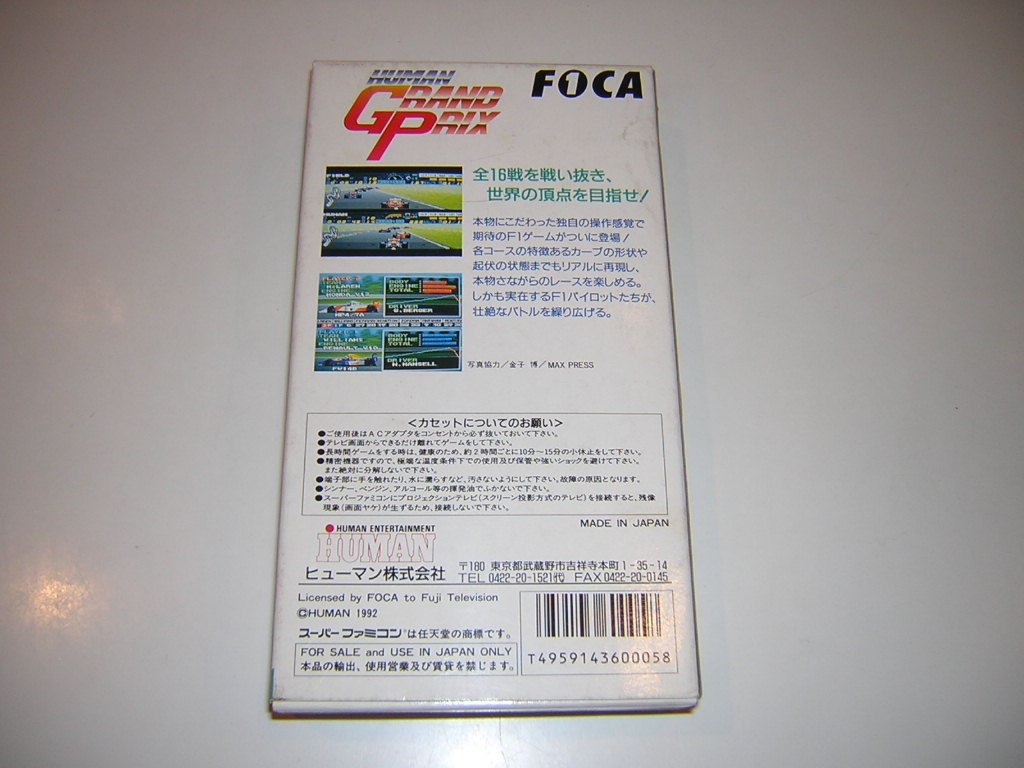 HUMAN
GRAND
PRIX
FOCA
全16戦を戦い抜き、
世界の頂点を目指せ!
本物にこだわった独自の操作感覚で
期待のF1ゲームがついに登場!
各コースの特徴あるカーブの形状や
起伏の状態までもリアルに再現し、
本物さながらのレースを楽しめる。
しかも実在するF1パイロットたちが、
壮絶なバトルを繰り広げる。
HUMAN
BODY
ENGINE
TOTAL
HONDA V12
DRIVER
G.BERGER
WILLIAMS
ENGINE
RENAULT V10
BODY
ENGINE
TOTAL
DRIVER
N.MANSELL
写真協力/金子 博/MAX PRESS
<カセットについてのお願い>
●ご使用後はACアダプタをコンセントから必ず抜いておいて下さい。
●テレビ画面からできるだけ離れてゲームをして下さい。
●長時間ゲームをする時は、健康のため、約2時間ごとに10分~15分の小休止をして下さい。
●精密機器ですので、極端な温度条件下での使用及び保管や強いショックを避けて下さい。
また絶対に分解しないで下さい。
●端子部に手を触れたり、水に濡らすなど、汚さないようにして下さい。故障の原因となります。
●シンナー、ベンジン、アルコール等の揮発油でふかないで下さい。
●スーパーファミコンにプロジェクションテレビ(スクリーン投影方式のテレビ)を接続すると、残像
現象(画面ヤケ)が生ずるため、接続しないで下さい。
MADE IN JAPAN
HUMAN ENTERTAINMENT
HUMAN
ヒューマン株式会社
〒180 東京都武蔵野市吉祥寺本町1-35-14
TEL 0422-20-1521代 FAX 0422-20-0145
Licensed by FOCA to Fuji Television
©HUMAN 1992
スーパーファミコン®は任天堂の商標です。
FOR SALE and USE IN JAPAN ONLY
本品の輸出、使用営業及び賃貸を禁じます。
T4959143600058